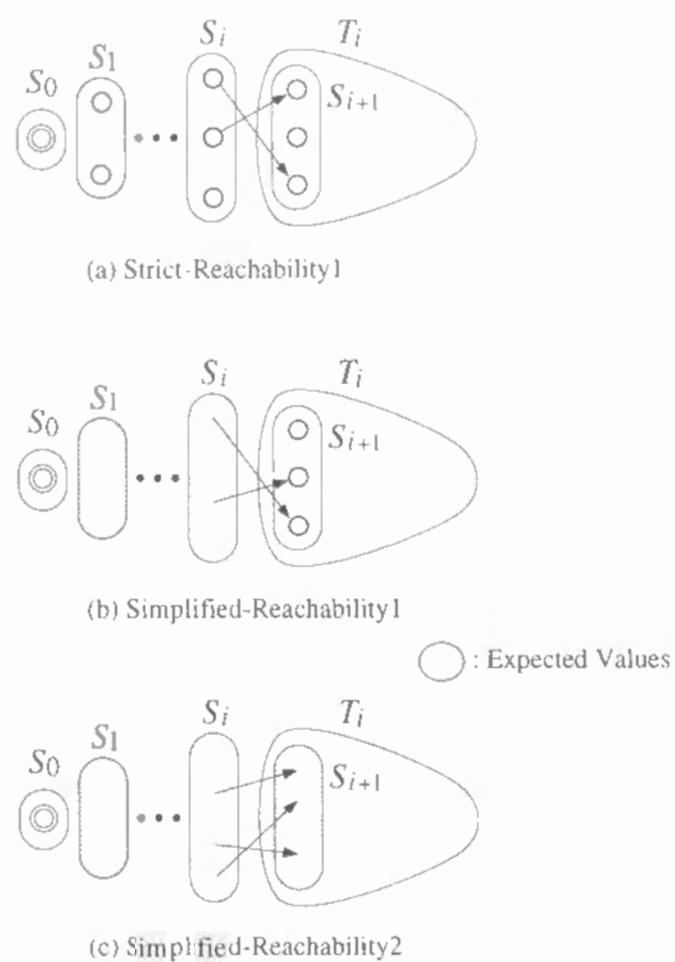 S0 S1 Si Ti
Si+1
(a) Strict-Reachability1
S0 S1 Si Ti
Si+1
(b) Simplified-Reachability1
: Expected Values
S0 S1 Si Ti
Si+1
(c) Simplified-Reachability2